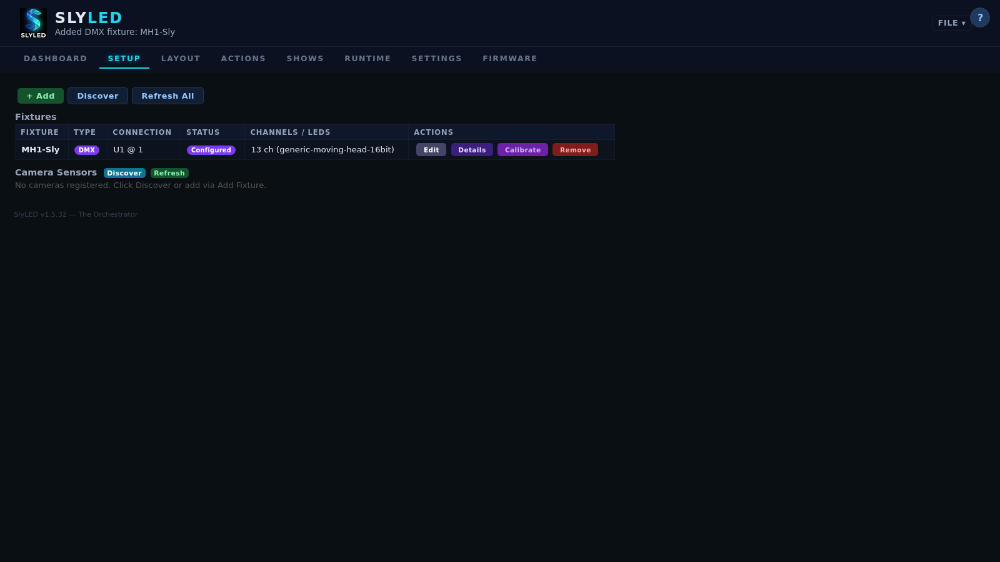 SLYLED
SLYLED
Added DMX fixture: MH1-Sly
FILE ▾
?
DASHBOARD SETUP LAYOUT ACTIONS SHOWS RUNTIME SETTINGS FIRMWARE
+ Add Discover Refresh All
Fixtures
FIXTURE TYPE CONNECTION STATUS CHANNELS / LEDS ACTIONS
MH1-Sly DMX U1 @ 1 Configured 13 ch (generic-moving-head-16bit) Edit Details Calibrate Remove
Camera Sensors Discover Refresh
No cameras registered. Click Discover or add via Add Fixture.
SlyLED v1.5.32 — The Orchestrator